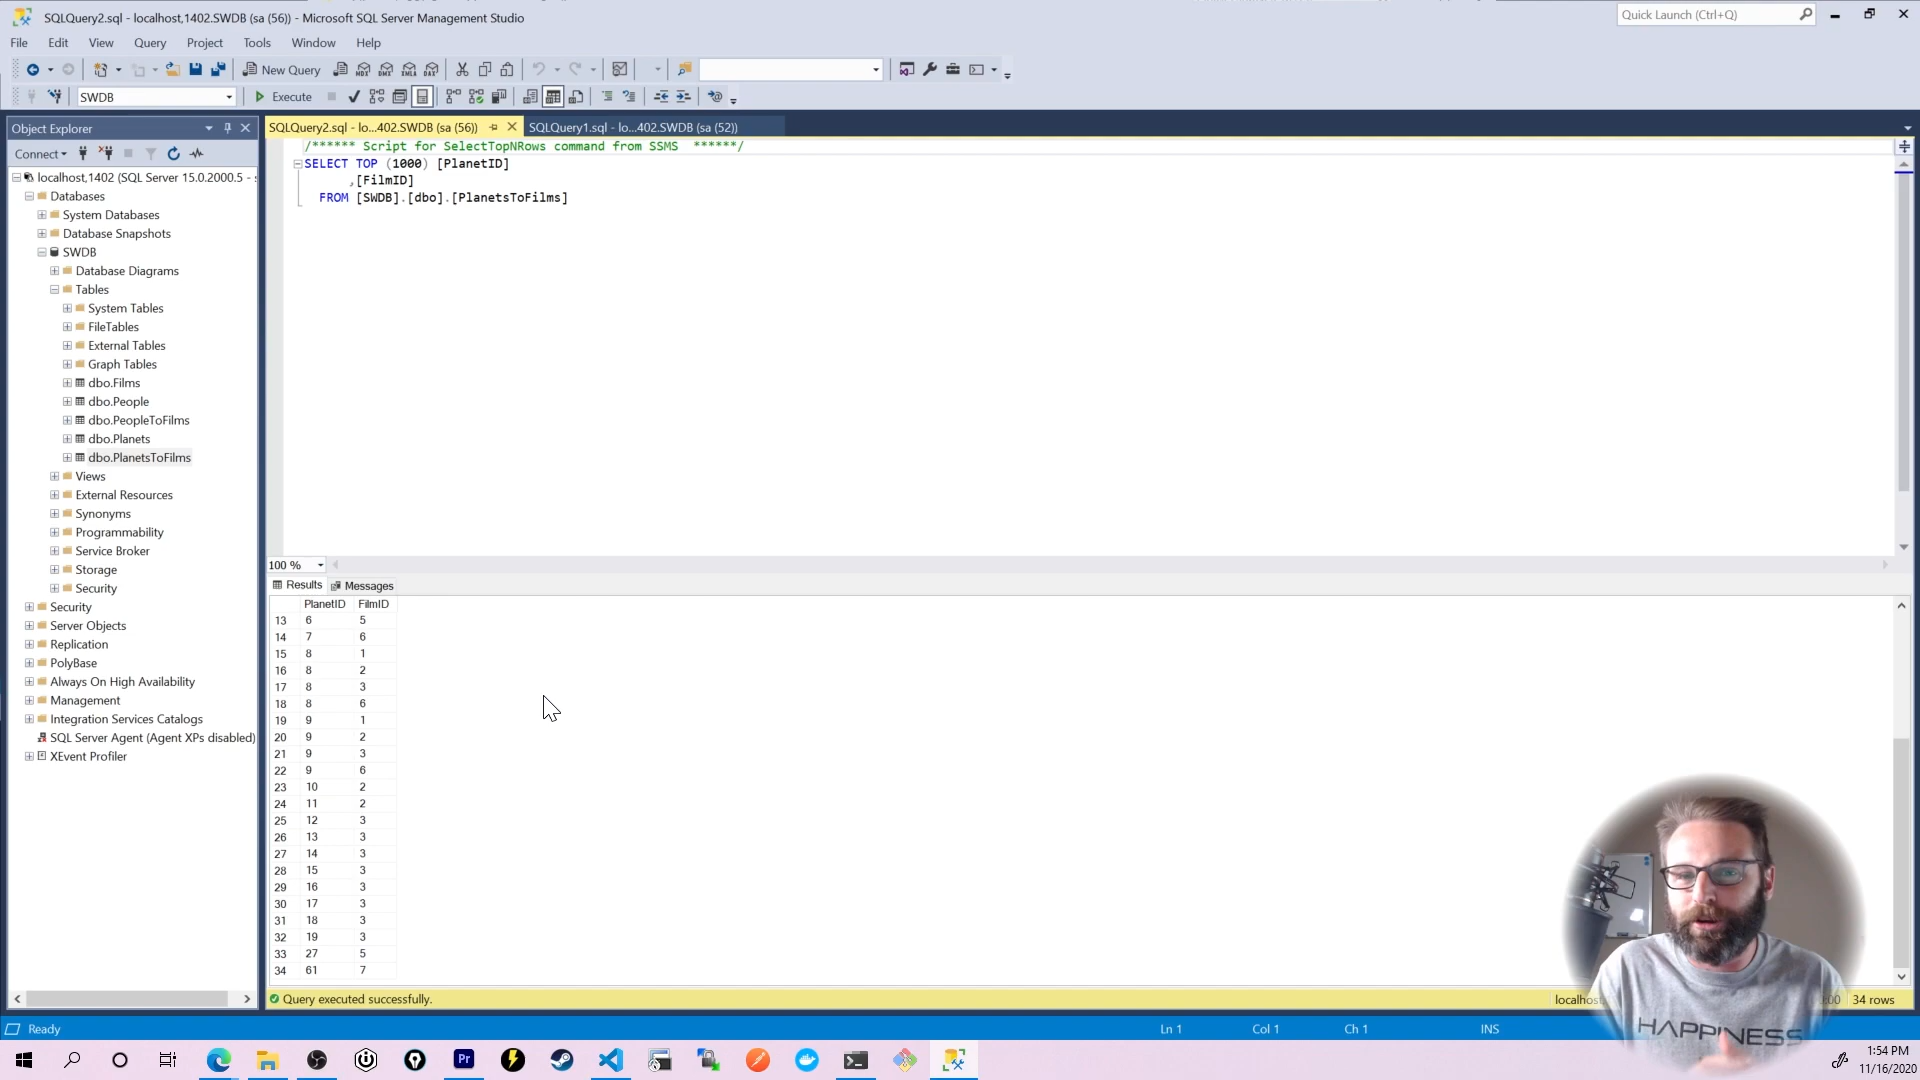 SQLQuery2.sql - localhost,1402.SWDB (sa (56)) - Microsoft SQL Server Management Studio
Quick Launch (Ctrl+Q)
File Edit View Query Project Tools Window Help
New Query
SWDB
Execute
Object Explorer
SQLQuery2.sql - lo...402.SWDB (sa (56))
SQLQuery1.sql - lo...402.SWDB (sa (52))
Connect
localhost,1402 (SQL Server 15.0.2000.5 -
Databases
System Databases
Database Snapshots
SWDB
Database Diagrams
Tables
System Tables
FileTables
External Tables
Graph Tables
dbo.Films
dbo.People
dbo.PeopleToFilms
dbo.Planets
dbo.PlanetsToFilms
Views
External Resources
Synonyms
Programmability
Service Broker
Storage
Security
Security
Server Objects
Replication
PolyBase
Always On High Availability
Management
Integration Services Catalogs
SQL Server Agent (Agent XPs disabled)
XEvent Profiler
/****** Script for SelectTopNRows command from SSMS ******/
SELECT TOP (1000) [PlanetID]
,[FilmID]
FROM [SWDB].[dbo].[PlanetsToFilms]
100 %
Results Messages
PlanetID FilmID
13 6 5
14 7 6
15 8 1
16 8 2
17 8 3
18 8 6
19 9 1
20 9 2
21 9 3
22 9 6
23 10 2
24 11 2
25 12 3
26 13 3
27 14 3
28 15 3
29 16 3
30 17 3
31 18 3
32 19 3
33 27 5
34 61 7
Query executed successfully.
34 rows
HAPPINESS
Ready
Ln 1 Col 1 Ch 1 INS
Pr
1:54 PM
11/16/2020